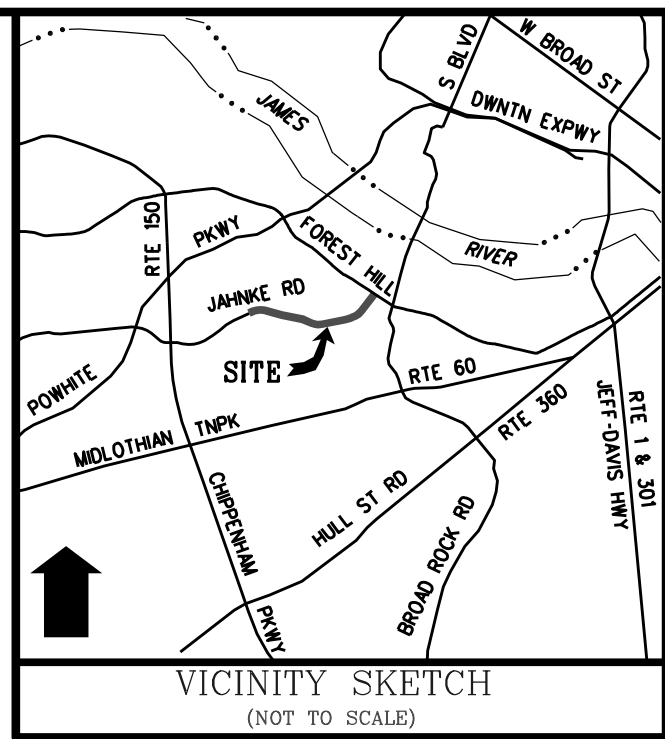 S BLVD
W BROAD ST
DWNTN EXPWY
JAMES
RIVER
RTE 150
PKWY
FOREST HILL
JAHNKE RD
SITE
POWHITE
RTE 60
RTE 360
MIDLOTHIAN TNPK
JEFF-DAVIS HWY
RTE 1 & 301
CHIPPENHAM
PKWY
HULL ST RD
BROAD ROCK RD
VICINITY SKETCH
(NOT TO SCALE)